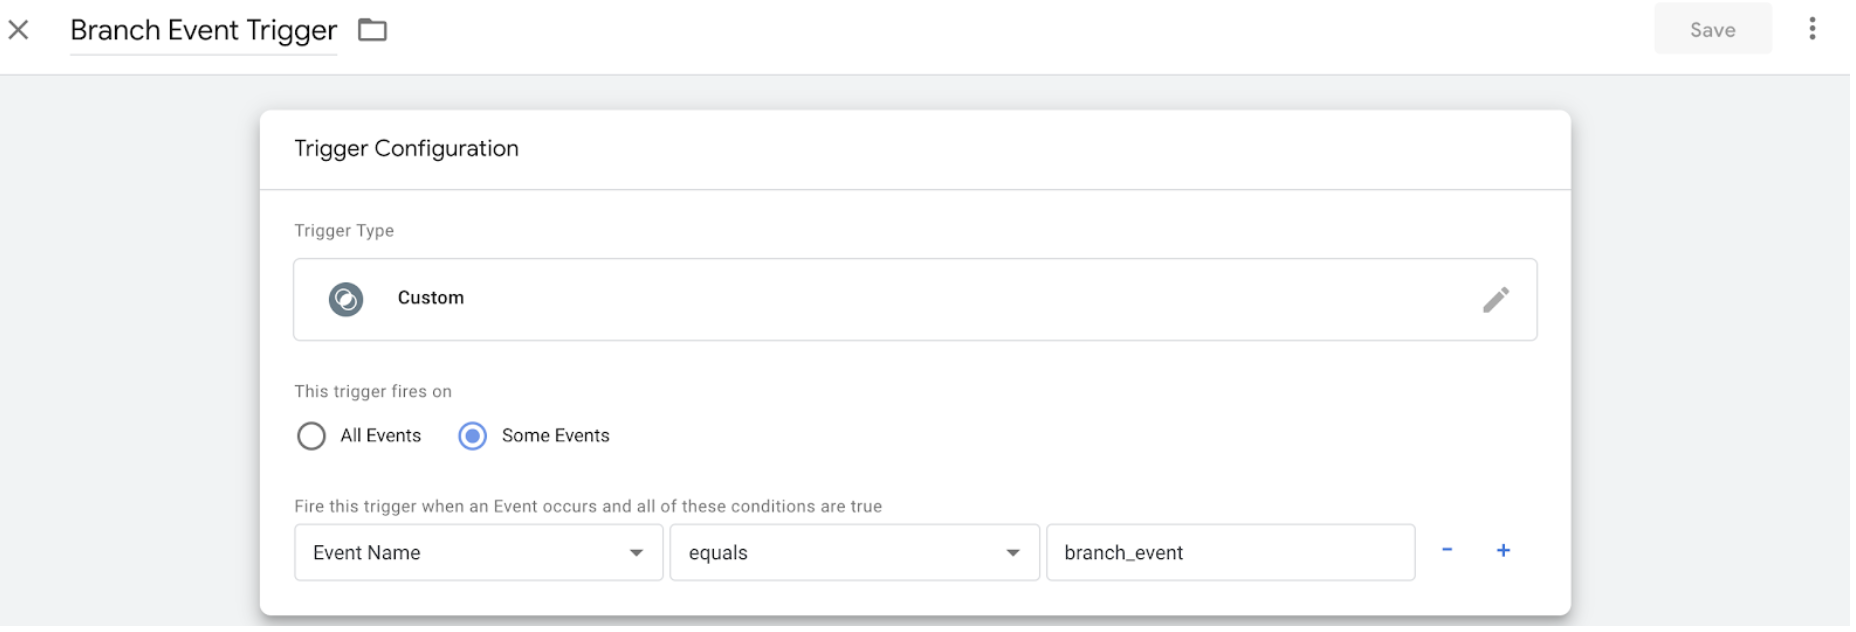 Branch Event Trigger
Save
Trigger Configuration
Trigger Type
Custom
This trigger fires on
All Events Some Events
Fire this trigger when an Event occurs and all of these conditions are true
Event Name equals branch_event - +